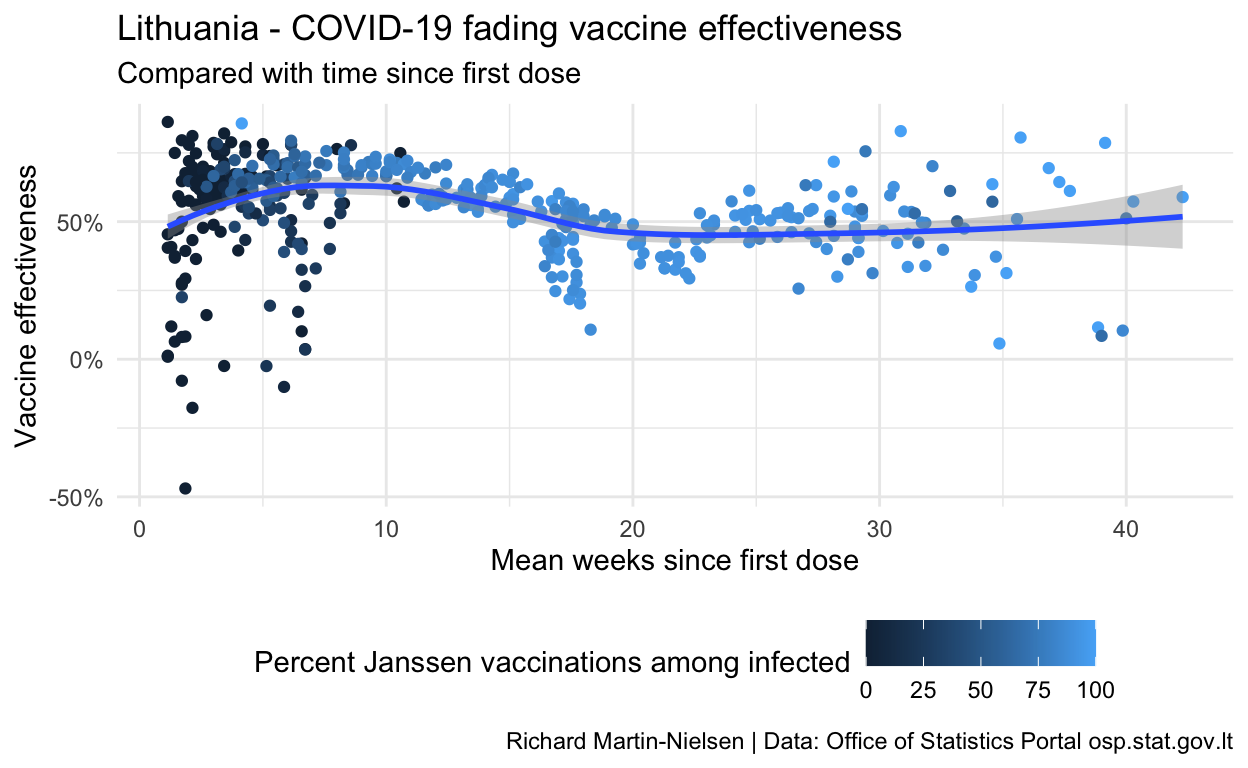 Lithuania - COVID-19 fading vaccine effectiveness
Compared with time since first dose
Vaccine effectiveness
50%
0%
-50%
0 10 20 30 40
Mean weeks since first dose
Percent Janssen vaccinations among infected
0 25 50 75 100
Richard Martin-Nielsen | Data: Office of Statistics Portal osp.stat.gov.lt